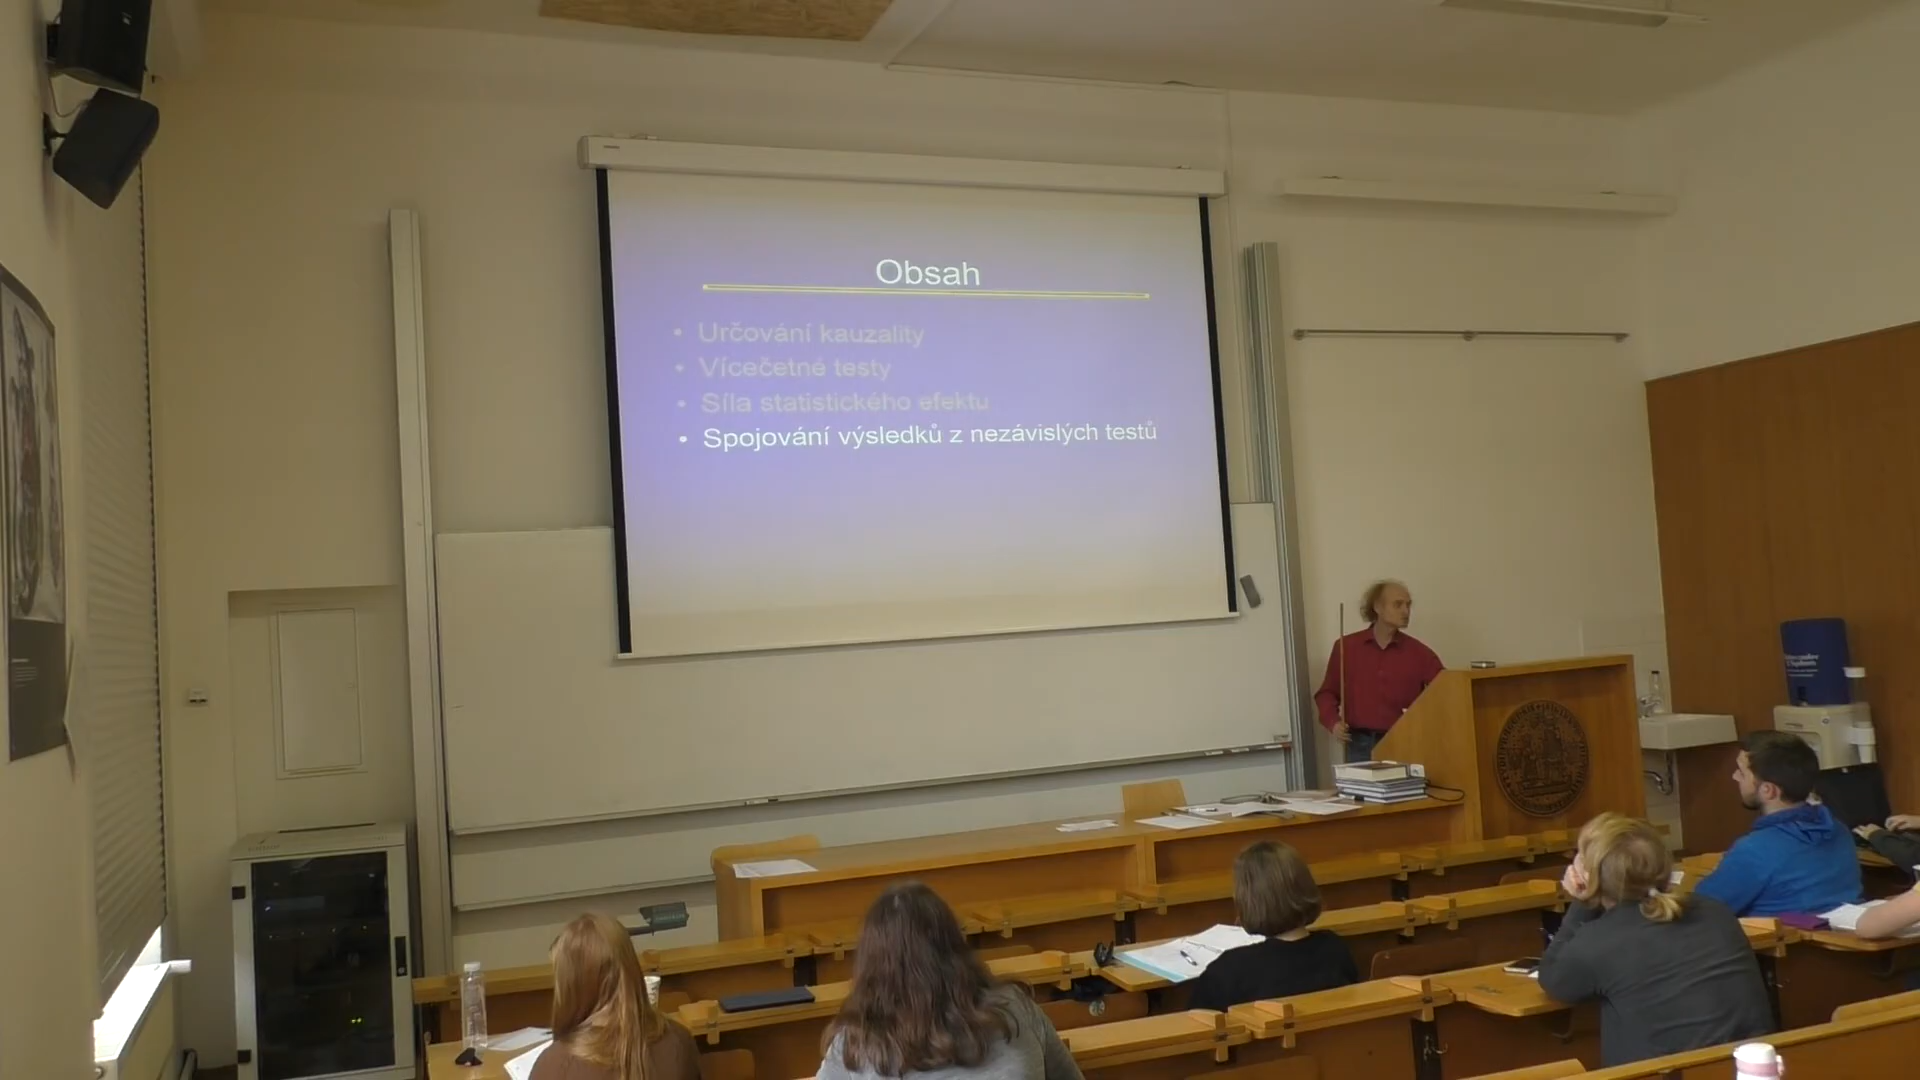 Obsah
• Určování kauzality
• Vícečetné testy
• Síla statistického efektu
• Spojování výsledků z nezávislých testů